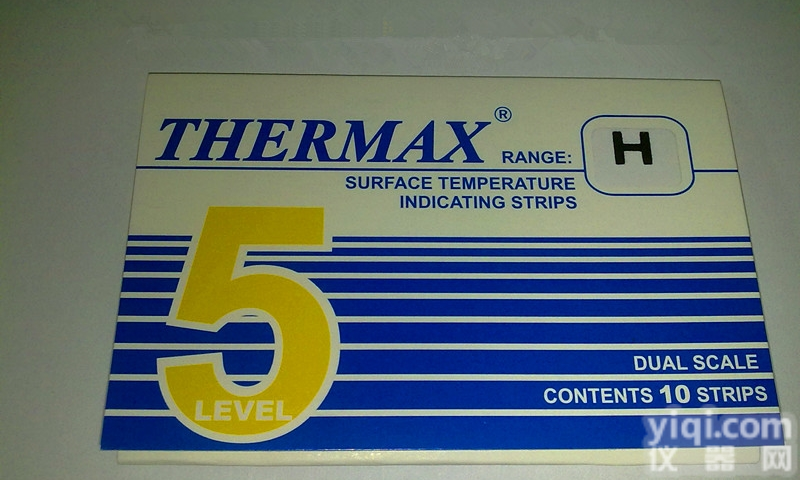 THERMAX®
RANGE: H
SURFACE TEMPERATURE
INDICATING STRIPS
5
LEVEL
DUAL SCALE
CONTENTS 10 STRIPS
yiqi.com
仪器网